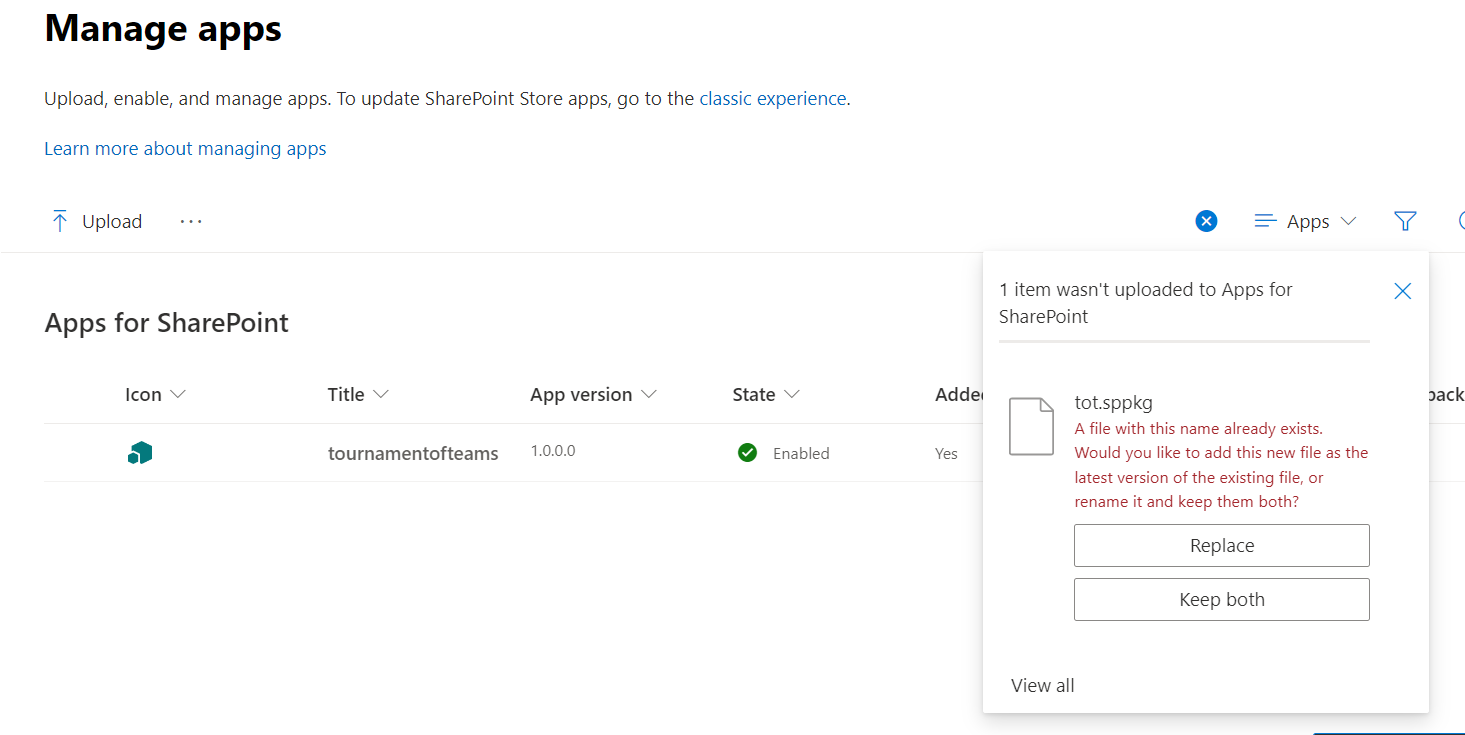 Manage apps
Upload, enable, and manage apps. To update SharePoint Store apps, go to the classic experience.
Learn more about managing apps
Upload ···
Apps
1 item wasn't uploaded to Apps for
SharePoint
Apps for SharePoint
Icon Title App version State Added
tournamentofteams 1.0.0.0 Enabled Yes
tot.sppkg
A file with this name already exists.
Would you like to add this new file as the
latest version of the existing file, or
rename it and keep them both?
Replace
Keep both
View all